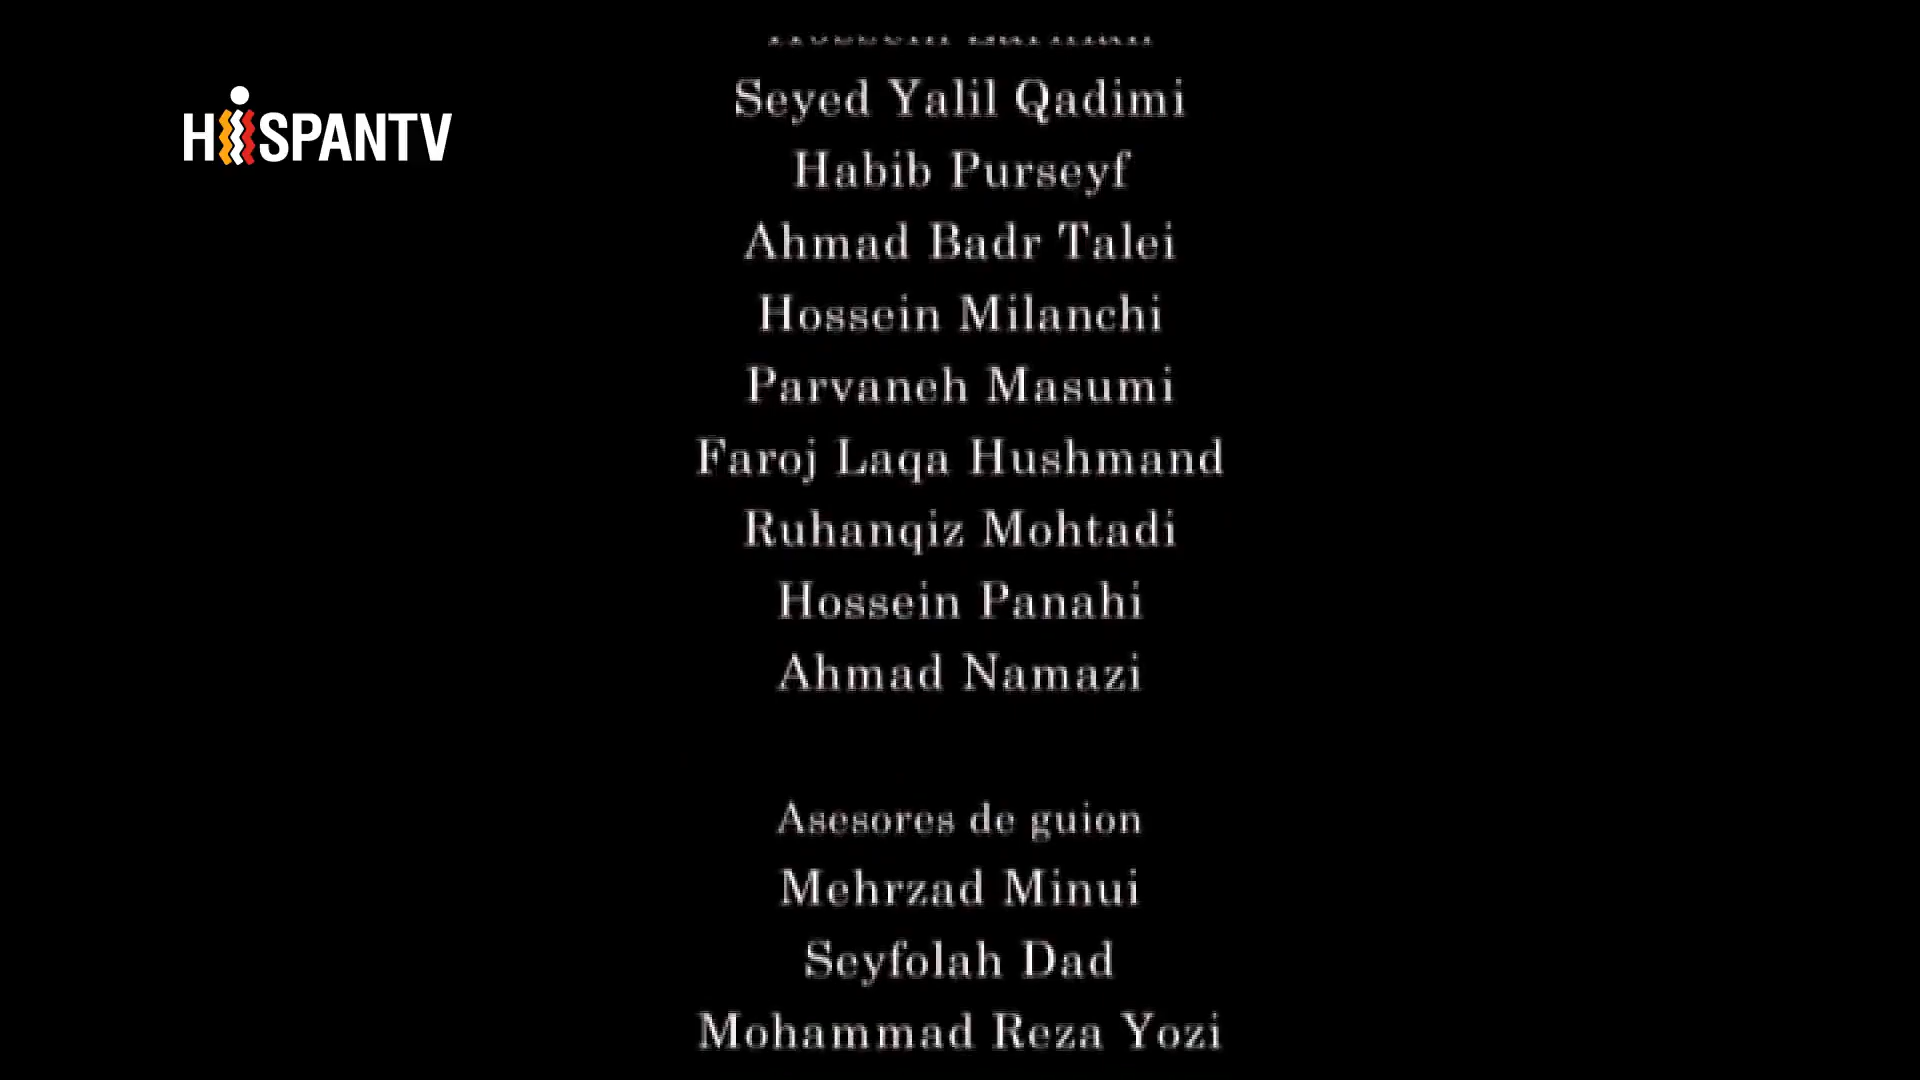 HISPANTV
Seyed Yalil Qadimi
Habib Purseyf
Ahmad Badr Talei
Hossein Milanchi
Parvaneh Masumi
Faroj Laqa Hushmand
Ruhanqiz Mohtadi
Hossein Panahi
Ahmad Namazi
Asesores de guion
Mehrzad Minui
Seyfolah Dad
Mohammad Reza Yozi